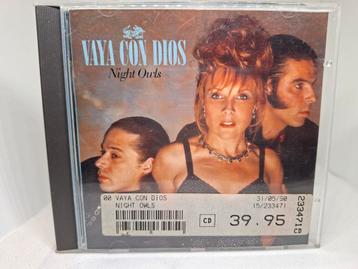 VAYA CON DIOS
Night Owls
00 VAYA CON DIOS
NIGHT OWLS
31/05/90
15/233471
CD
39.95
2334718